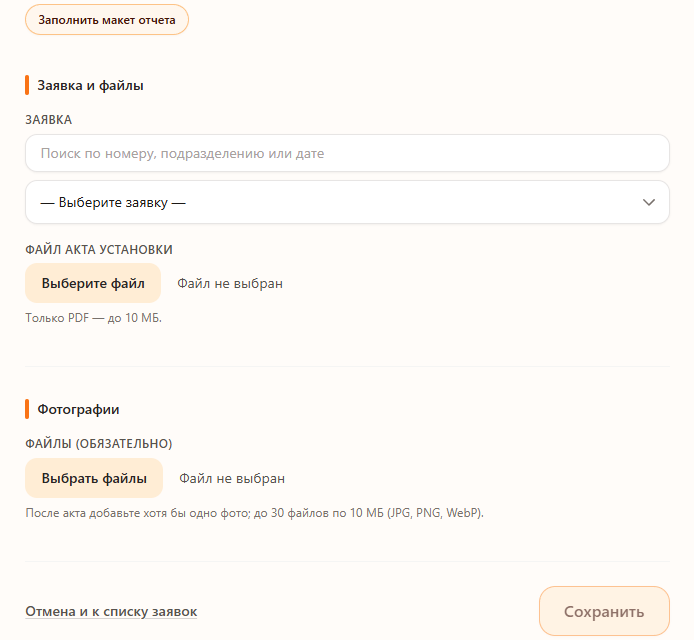 Заполнить макет отчета
Заявка и файлы
ЗАЯВКА
Поиск по номеру, подразделению или дате
— Выберите заявку —
ФАЙЛ АКТА УСТАНОВКИ
Выберите файл Файл не выбран
Только PDF — до 10 МБ.
Фотографии
ФАЙЛЫ (ОБЯЗАТЕЛЬНО)
Выбрать файлы Файл не выбран
После акта добавьте хотя бы одно фото; до 30 файлов по 10 МБ (JPG, PNG, WebP).
Отмена и к списку заявок Сохранить